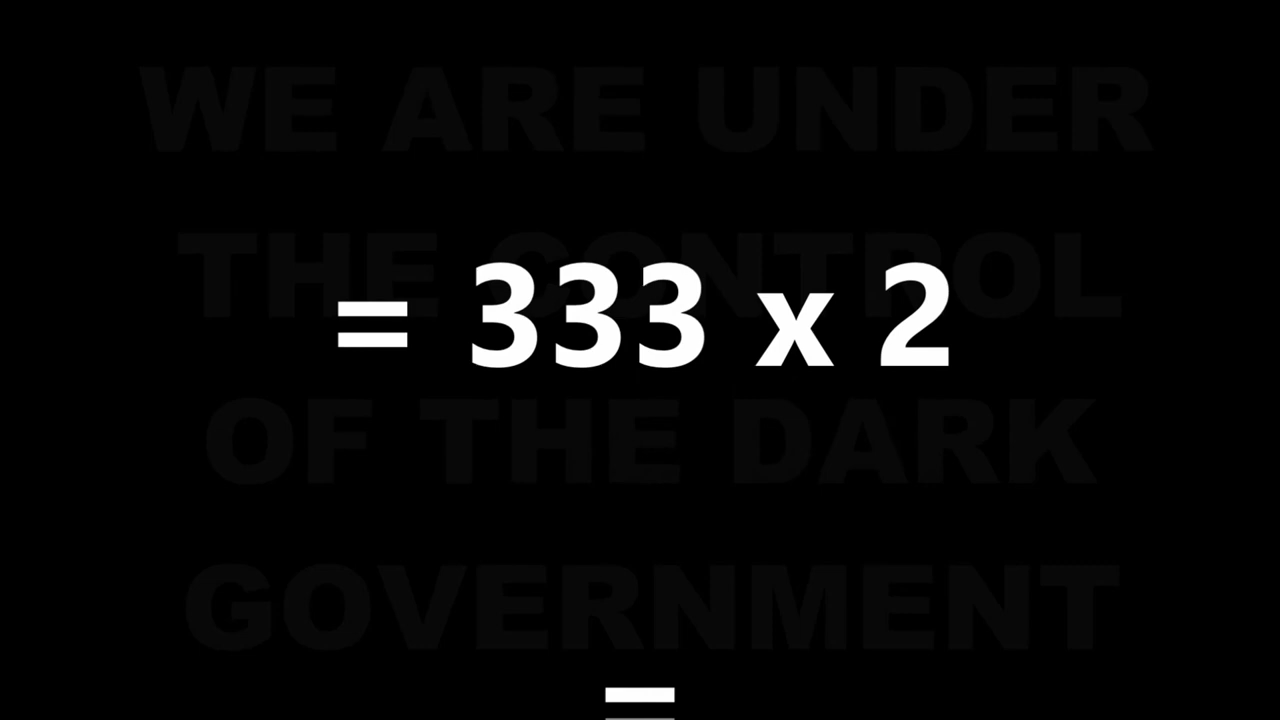 WE ARE UNDER
THE CONTROL
= 333 x 2
OF THE DARK
GOVERNMENT
=